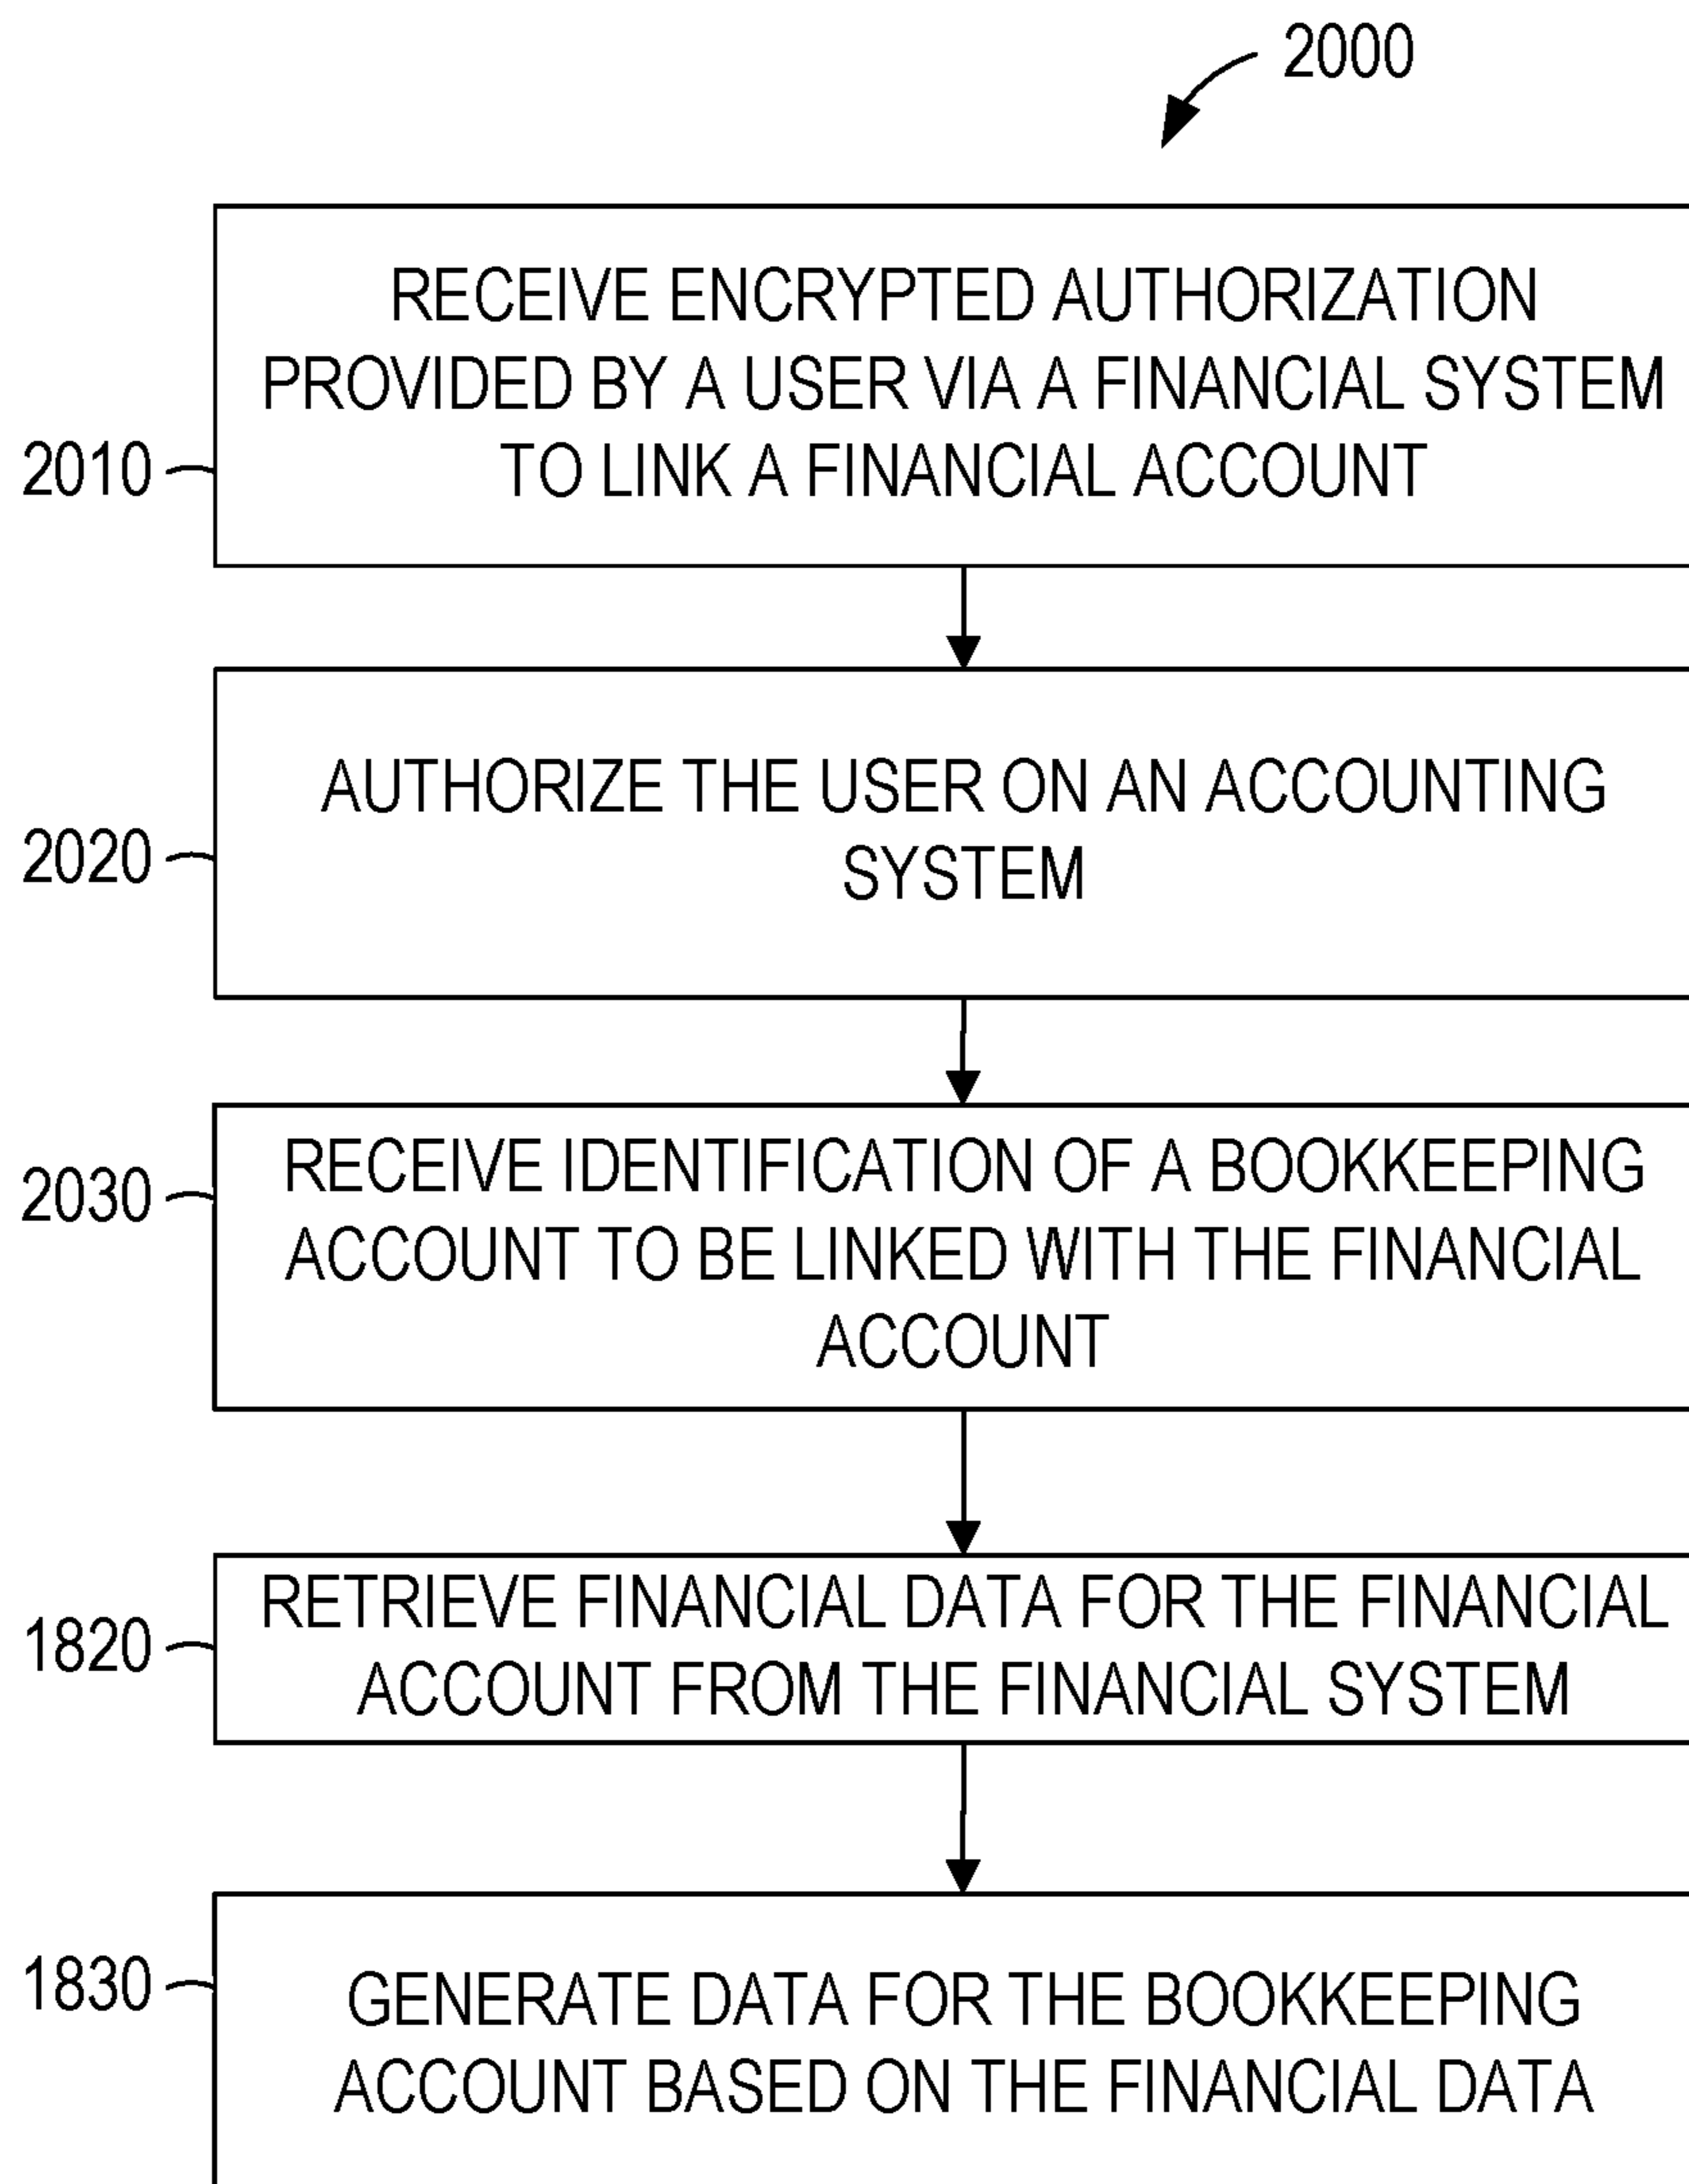 2000
RECEIVE ENCRYPTED AUTHORIZATION
PROVIDED BY A USER VIA A FINANCIAL SYSTEM
TO LINK A FINANCIAL ACCOUNT
2010
AUTHORIZE THE USER ON AN ACCOUNTING
SYSTEM
2020
RECEIVE IDENTIFICATION OF A BOOKKEEPING
ACCOUNT TO BE LINKED WITH THE FINANCIAL
ACCOUNT
2030
RETRIEVE FINANCIAL DATA FOR THE FINANCIAL
ACCOUNT FROM THE FINANCIAL SYSTEM
1820
GENERATE DATA FOR THE BOOKKEEPING
ACCOUNT BASED ON THE FINANCIAL DATA
1830